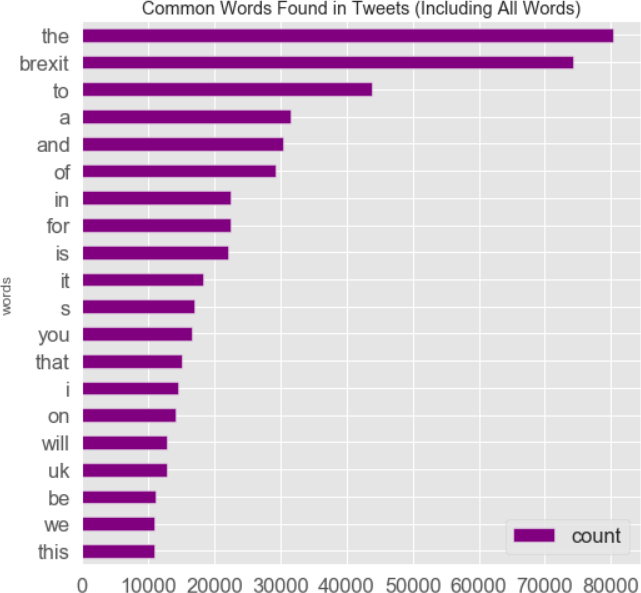 Common Words Found in Tweets (Including All Words)
the
brexit
to
a
and
of
in
for
is
it
s
you
that
i
on
will
uk
be
we
this
words
count
0 10000 20000 30000 40000 50000 60000 70000 80000